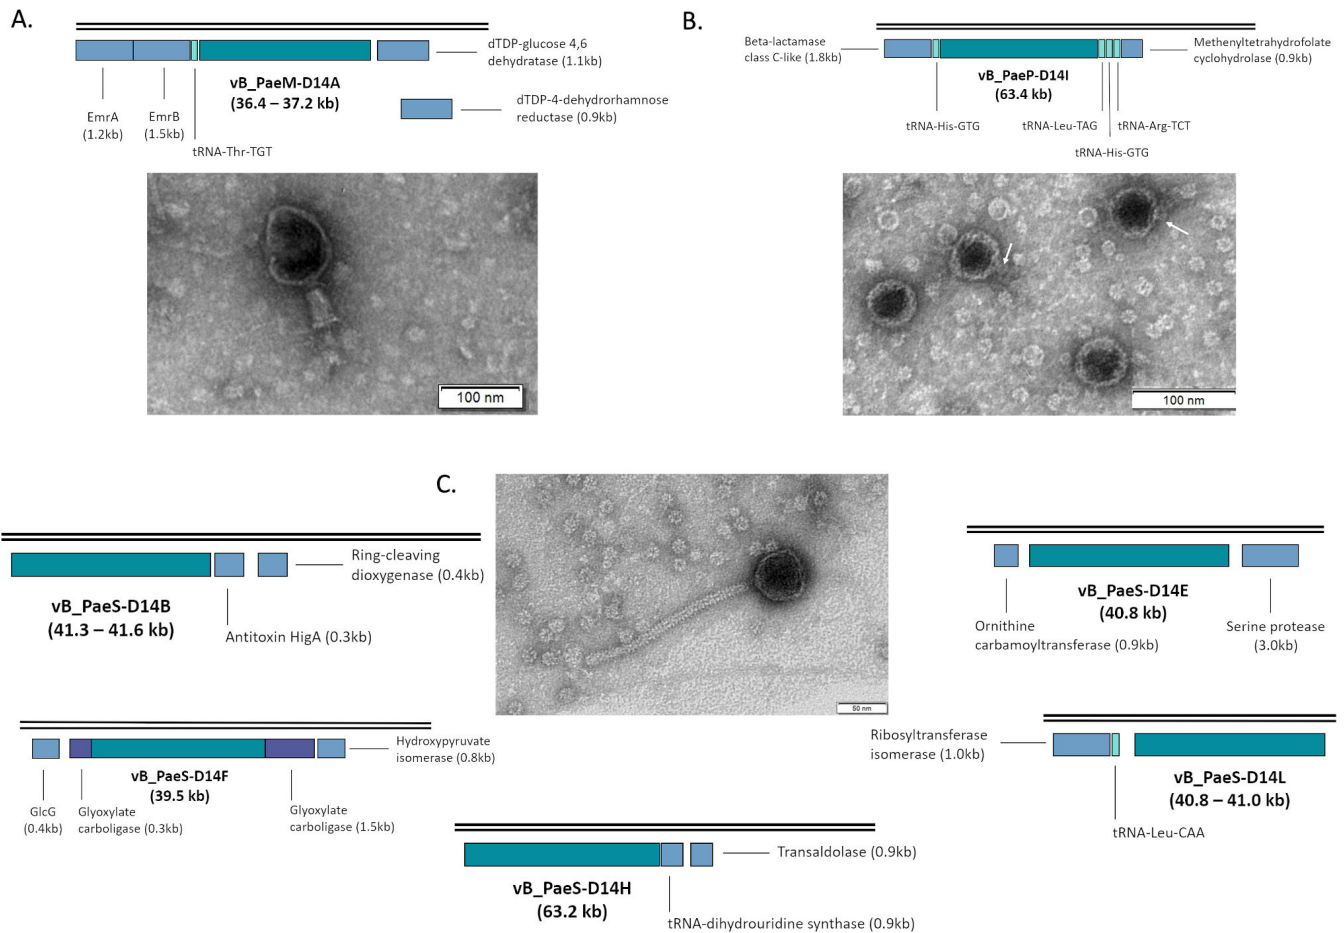 A.
dTDP-glucose 4,6
dehydratase (1.1kb)
vB_PaeM-D14A
(36.4 – 37.2 kb)
dTDP-4-dehydrorhamnose
reductase (0.9kb)
EmrA
(1.2kb)
EmrB
(1.5kb)
tRNA-Thr-TGT
100 nm
B.
Beta-lactamase
class C-like (1.8kb)
Methenyltetrahydrofolate
cyclohydrolase (0.9kb)
vB_PaeP-D14I
(63.4 kb)
tRNA-His-GTG
tRNA-Leu-TAG
tRNA-Arg-TCT
tRNA-His-GTG
100 nm
C.
50 nm
Ring-cleaving
dioxygenase (0.4kb)
vB_PaeS-D14B
(41.3 – 41.6 kb)
Antitoxin HigA (0.3kb)
vB_PaeS-D14E
(40.8 kb)
Ornithine
carbamoyltransferase (0.9kb)
Serine protease
(3.0kb)
Hydroxypyruvate
isomerase (0.8kb)
vB_PaeS-D14F
(39.5 kb)
GlcG
(0.4kb)
Glyoxylate
carboligase (0.3kb)
Glyoxylate
carboligase (1.5kb)
Ribosyltransferase
isomerase (1.0kb)
vB_PaeS-D14L
(40.8 – 41.0 kb)
tRNA-Leu-CAA
Transaldolase (0.9kb)
vB_PaeS-D14H
(63.2 kb)
tRNA-dihydrouridine synthase (0.9kb)